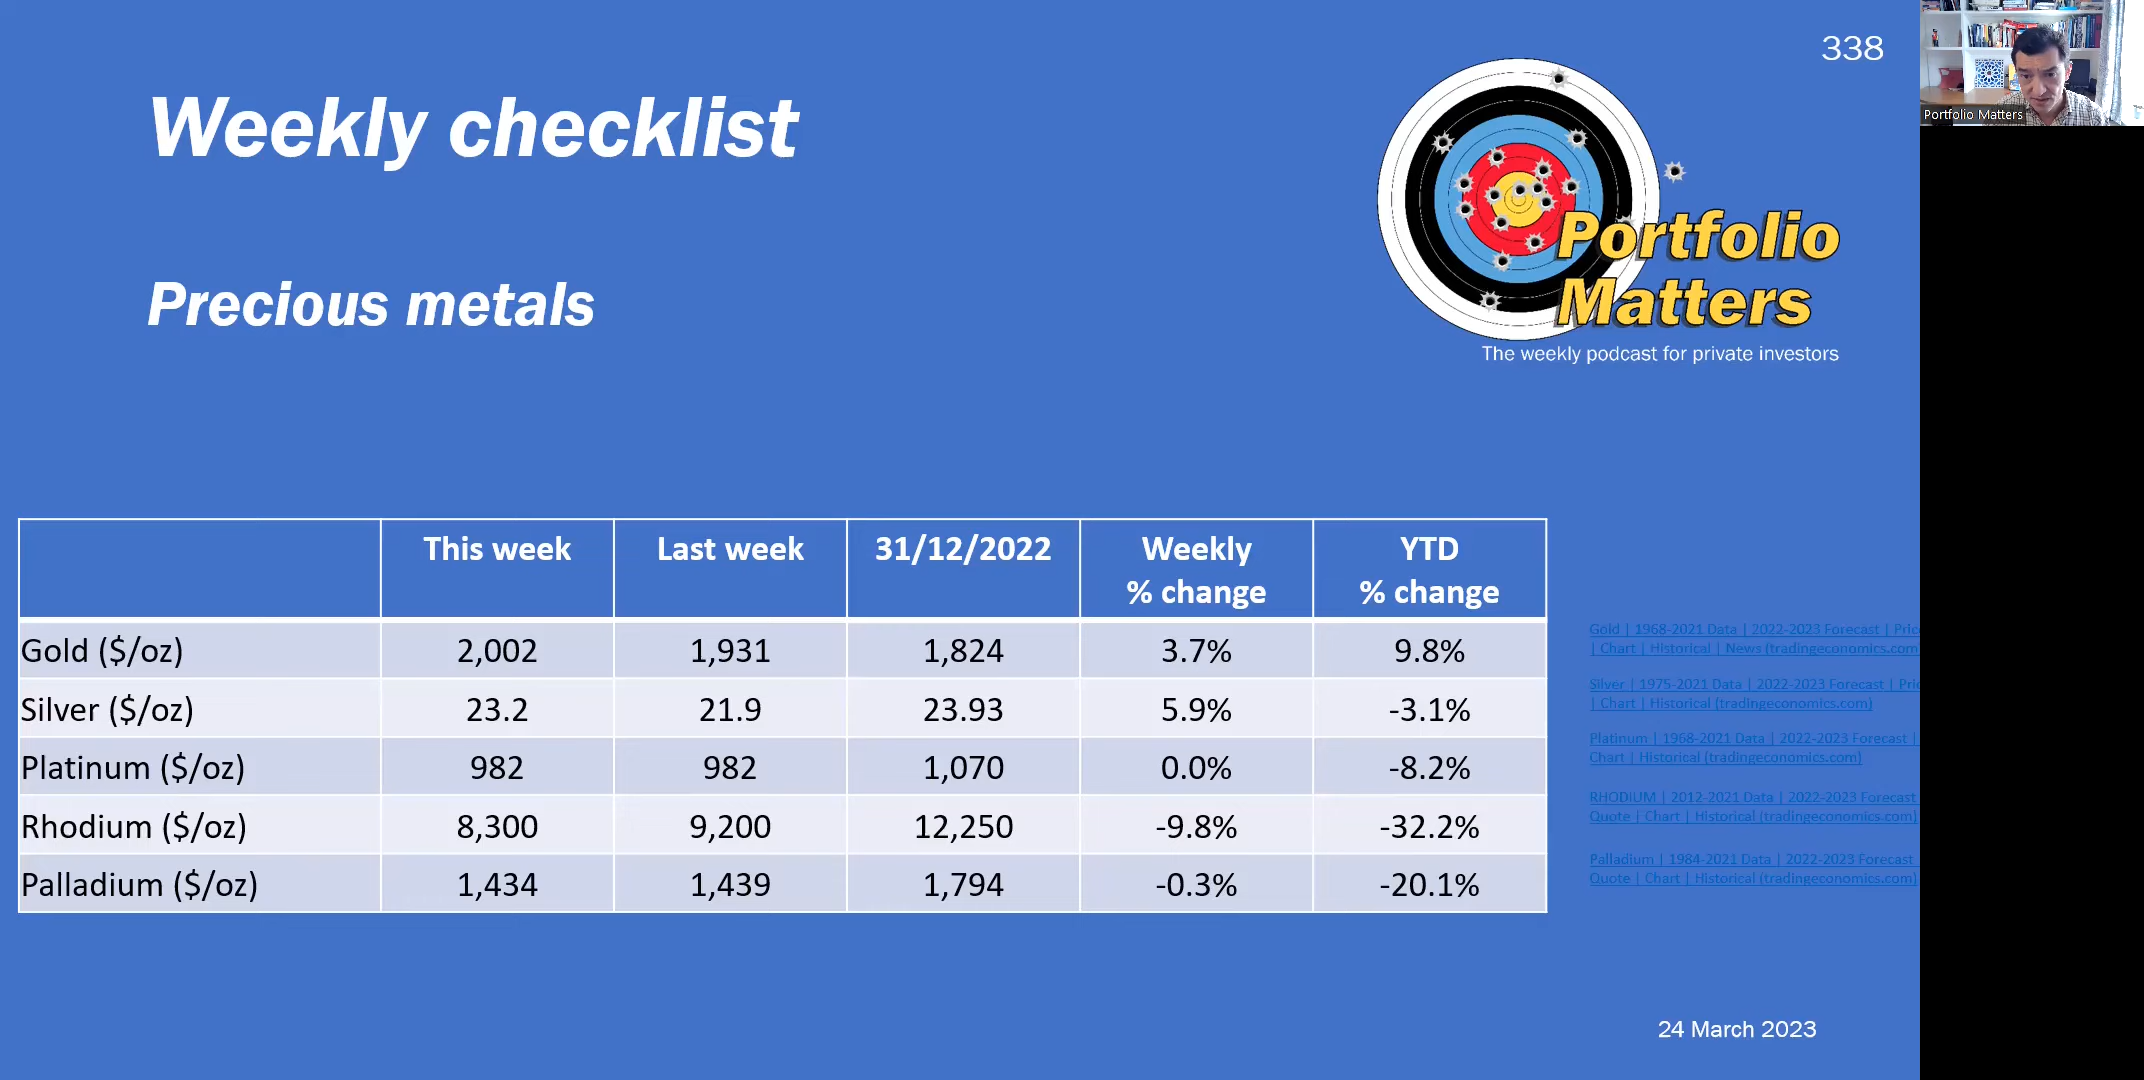 338
Weekly checklist
Precious metals
Portfolio
Matters
The weekly podcast for private investors
Portfolio Matters
This week Last week 31/12/2022 Weekly YTD
% change % change
Gold ($/oz) 2,002 1,931 1,824 3.7% 9.8%
Silver ($/oz) 23.2 21.9 23.93 5.9% -3.1%
Platinum ($/oz) 982 982 1,070 0.0% -8.2%
Rhodium ($/oz) 8,300 9,200 12,250 -9.8% -32.2%
Palladium ($/oz) 1,434 1,439 1,794 -0.3% -20.1%
Gold | 1968-2021 Data | 2022-2023 Forecast |
| Chart | Historical | News (tradingeconomics.com
Silver | 1975-2021 Data | 2022-2023 Forecast |
| Chart | Historical (tradingeconomics.com)
Platinum | 1968-2021 Data | 2022-2023 Forecast |
Chart | Historical (tradingeconomics.com)
RHODIUM | 2012-2021 Data | 2022-2023 Forecast
Quote | Chart | Historical (tradingeconomics.com)
Palladium | 1984-2021 Data | 2022-2023 Forecast
Quote | Chart | Historical (tradingeconomics.com)
24 March 2023